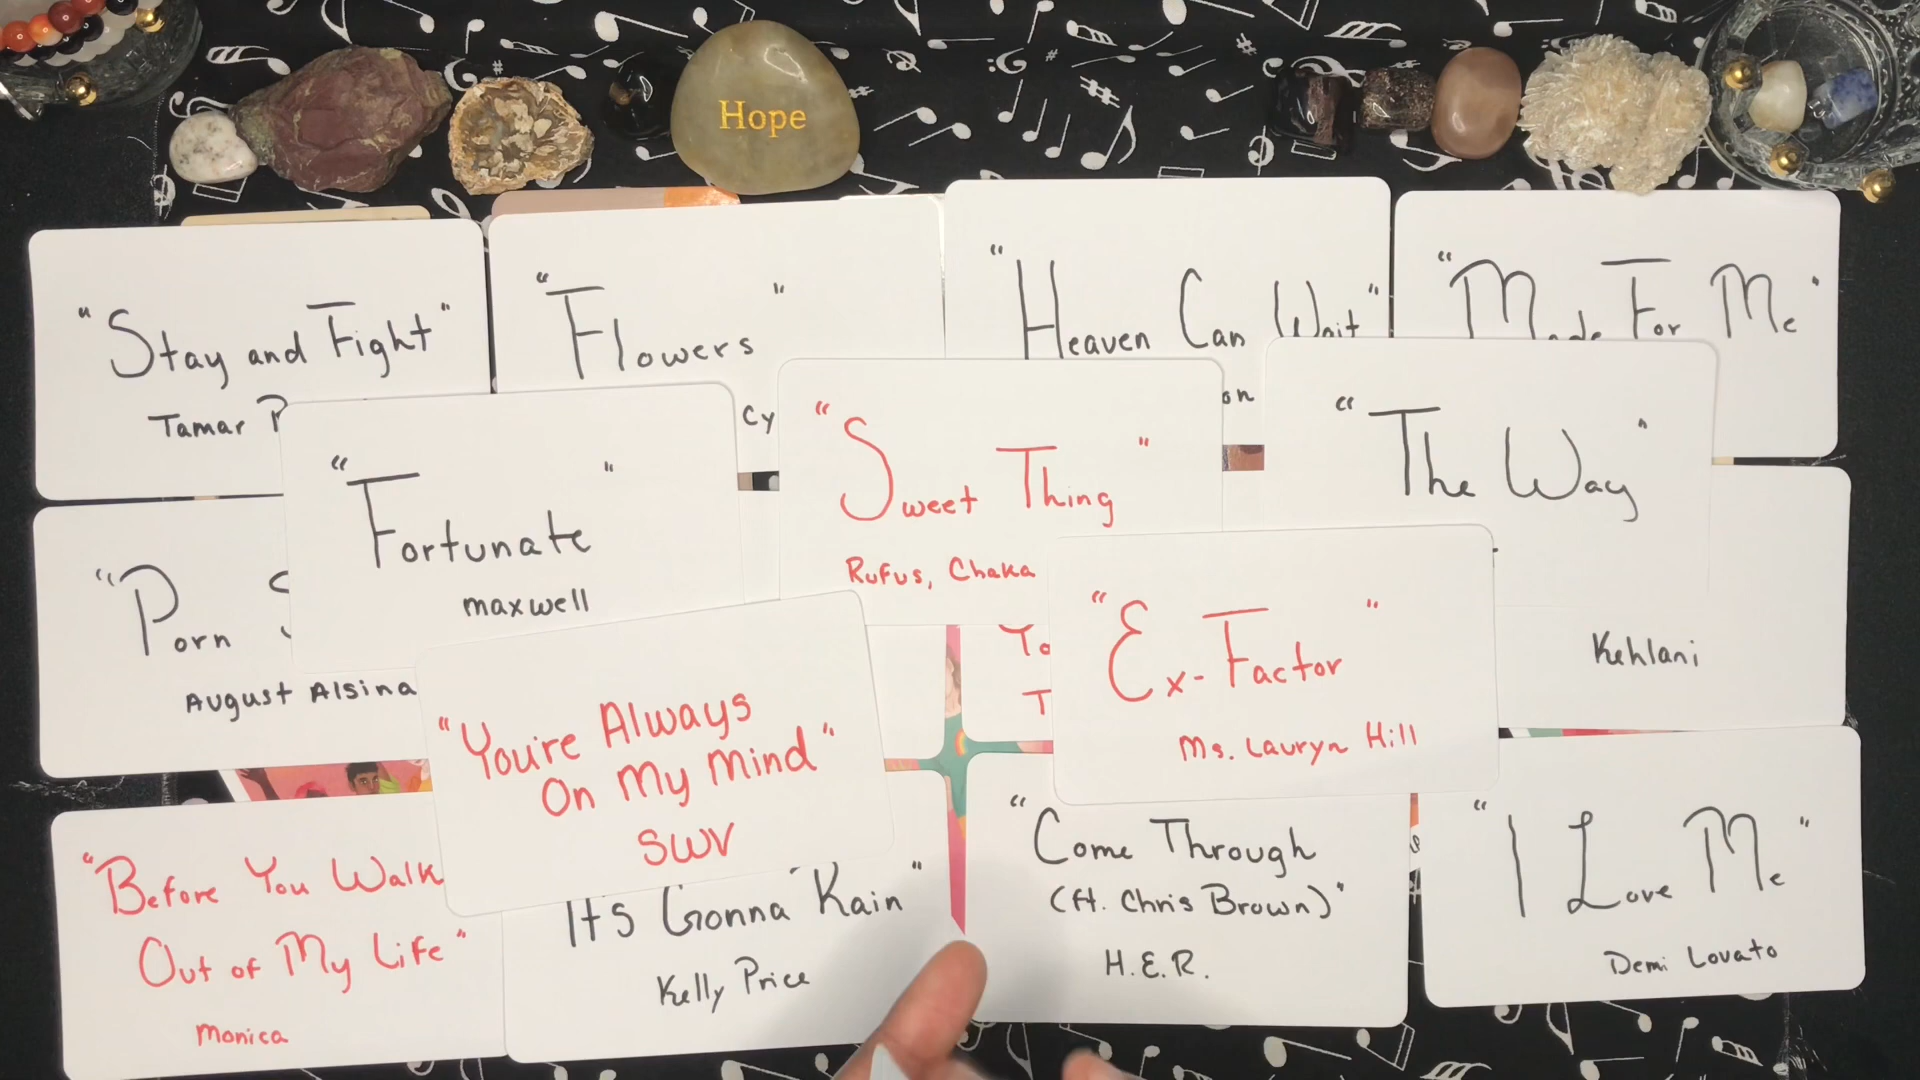 Hope
"Stay and Fight"
Tamar
"Flowers"
Cy
"Heaven Can Wait"
on
"Made For Me"
"Fortunate"
maxwell
"Sweet Thing"
Rufus, Chaka
"The Way"
Kehlani
"Porn
August Alsina
"You're Always
On My Mind"
SWV
"Ex-Factor"
Ms. Lauryn Hill
"Before You Walk
Out of My Life"
Monica
It's Gonna Rain"
Kelly Price
"Come Through
(ft. Chris Brown)"
H.E.R.
"I Love Me"
Demi Lovato